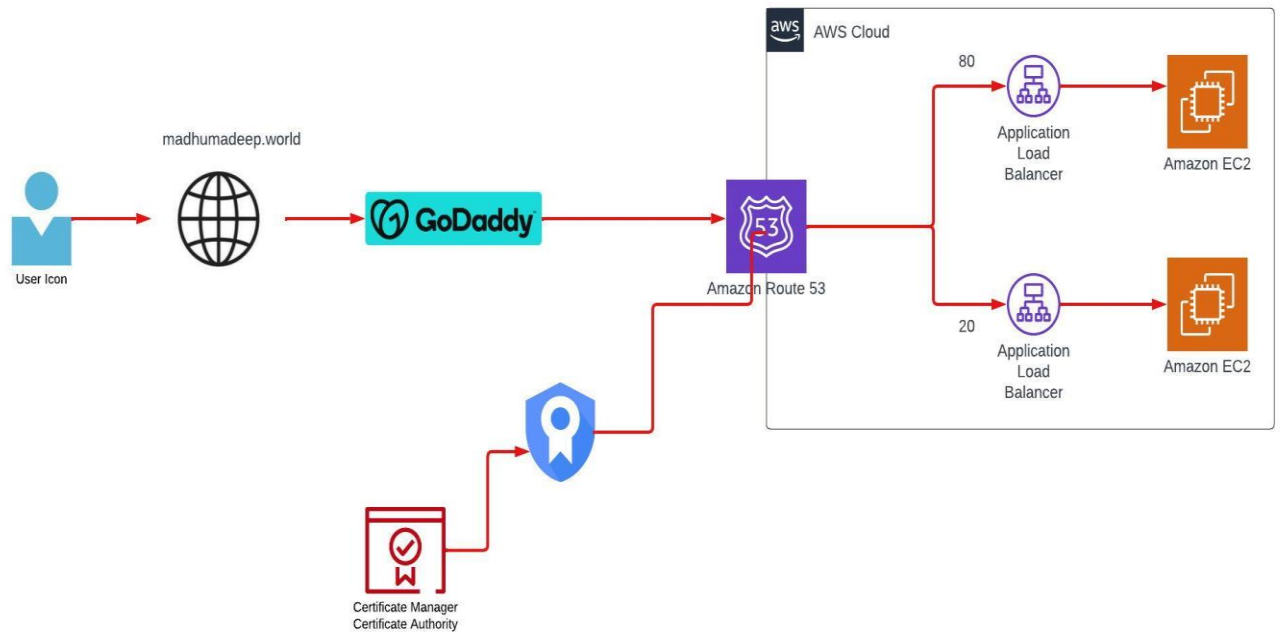 aws
AWS Cloud
80
Application
Load
Balancer
Amazon EC2
madhumadeep.world
User Icon
GoDaddy
53
Amazon Route 53
20
Application
Load
Balancer
Amazon EC2
Certificate Manager
Certificate Authority